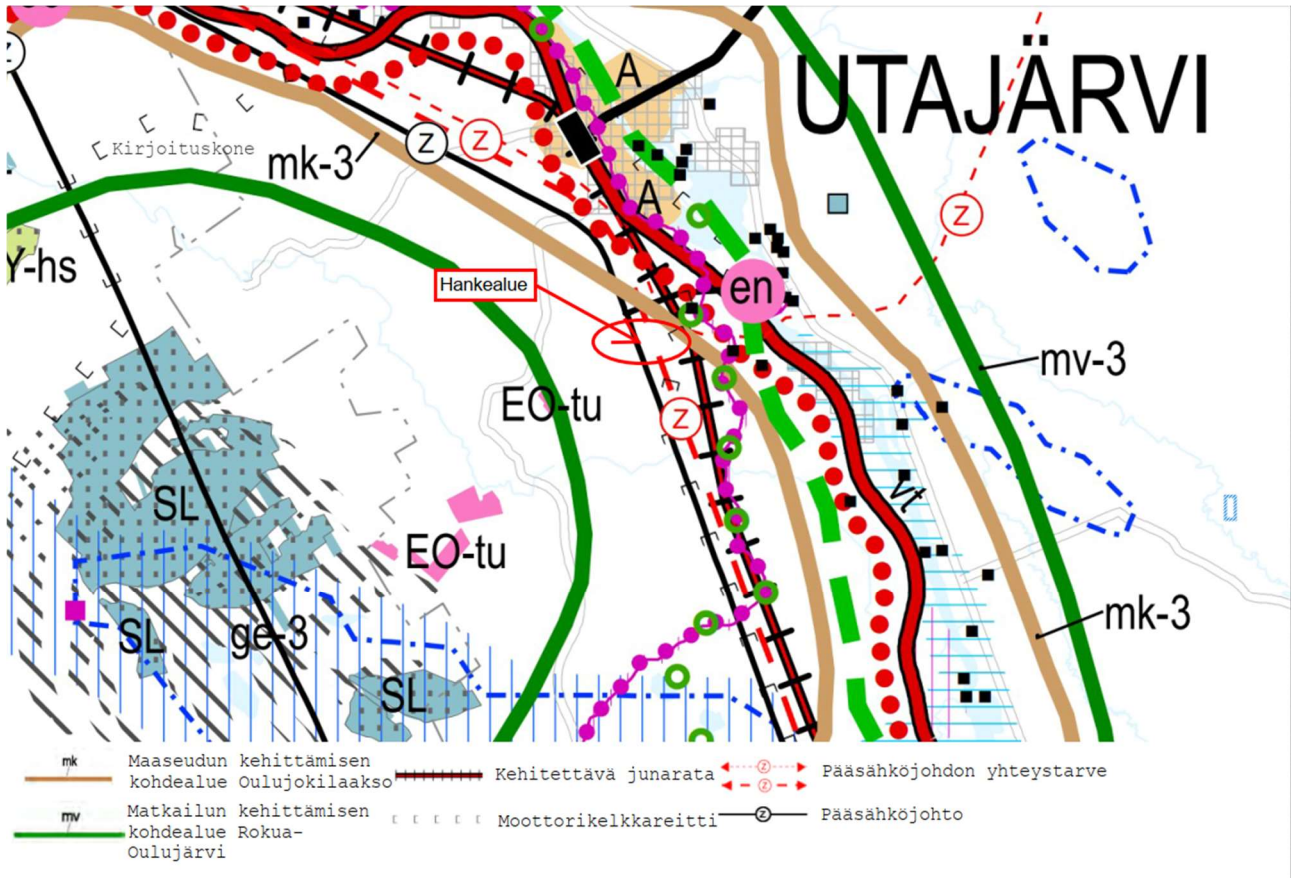 A
UTAJÄRVI
z
z
z
Kirjoituskone
mk-3
A
z
Y-hs
Hankealue
en
mv-3
EO-tu
z
SL
vt
EO-tu
SL
ge-3
mk-3
SL
mk
Maaseudun kehittämisen
kohdealue Oulujokilaakso
Kehitettävä junarata
z
z
Pääsähköjohdon yhteystarve
mv
Matkailun kehittämisen
kohdealue Rokua-
Oulujärvi
Moottorikelkkareitti
z
Pääsähköjohto